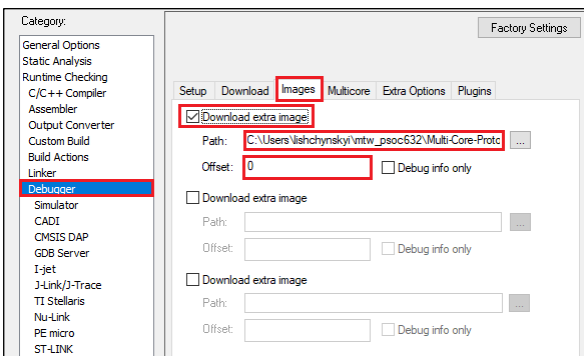 Category:
Factory Settings
General Options
Static Analysis
Runtime Checking
C/C++ Compiler
Assembler
Output Converter
Custom Build
Build Actions
Linker
Debugger
Simulator
CADI
CMSIS DAP
GDB Server
I-jet
J-Link/J-Trace
TI Stellaris
Nu-Link
PE micro
ST-LINK
Setup Download Images Multicore Extra Options Plugins
Download extra image
Path: C:\Users\lishchynskyi\mtw_psoc632\Multi-Core-Proto ...
Offset: 0 Debug info only
Download extra image
Path: ...
Offset: Debug info only
Download extra image
Path: ...
Offset: Debug info only